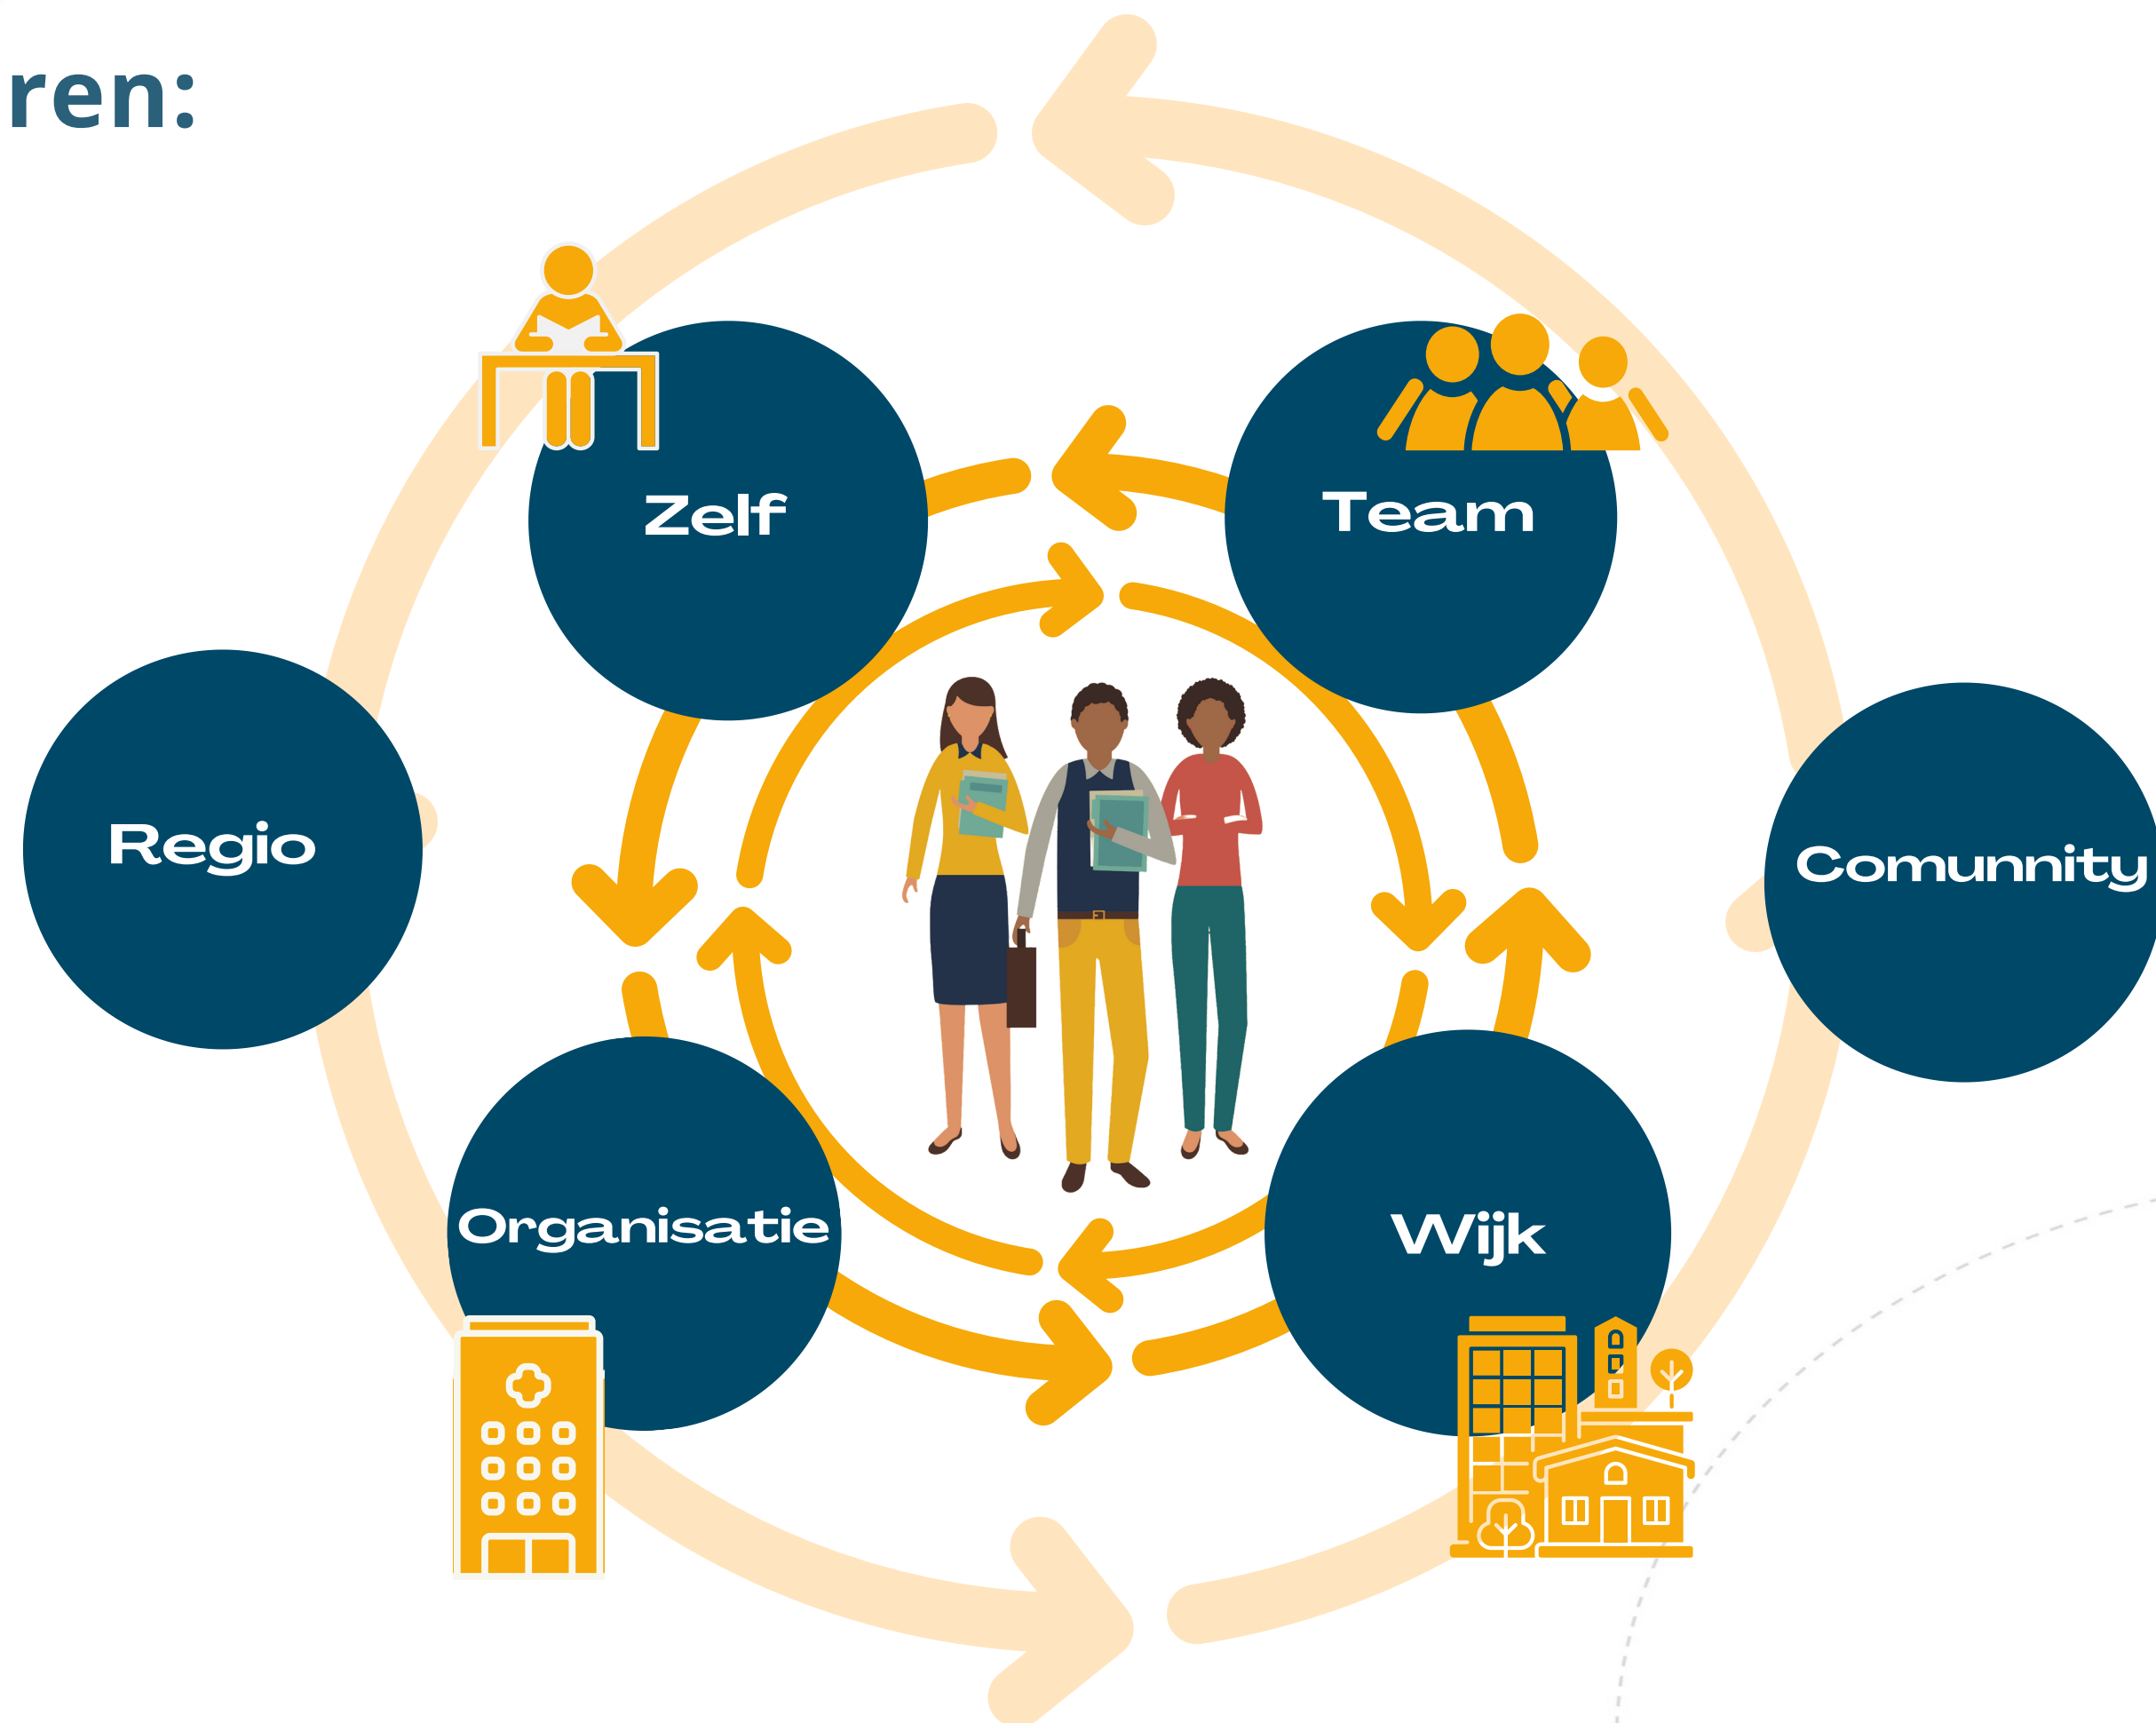 ren:
Zelf
Team
Regio
Comunnity
Organisatie
Wijk